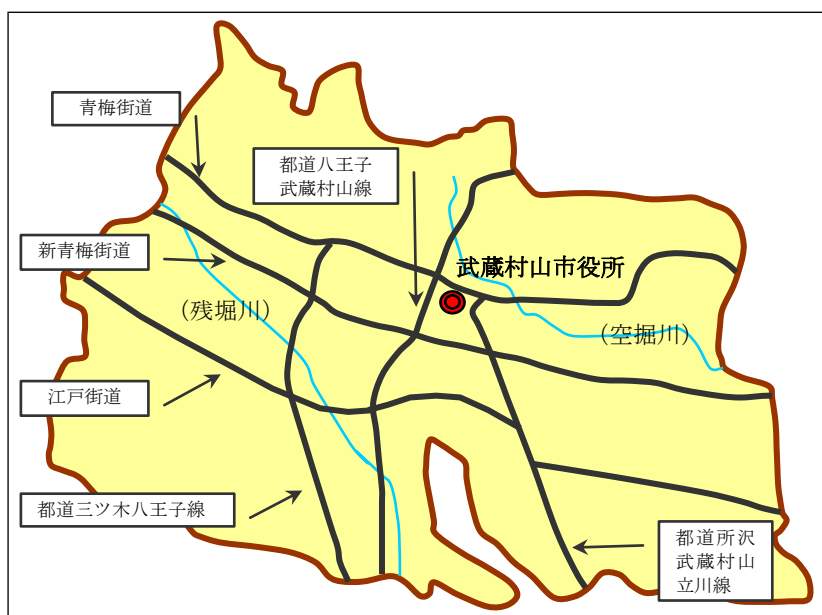 青梅街道
都道八王子
武蔵村山線
新青梅街道
武蔵村山市役所
（残堀川）
（空掘川）
江戸街道
都道三ツ木八王子線
都道所沢
武蔵村山
立川線